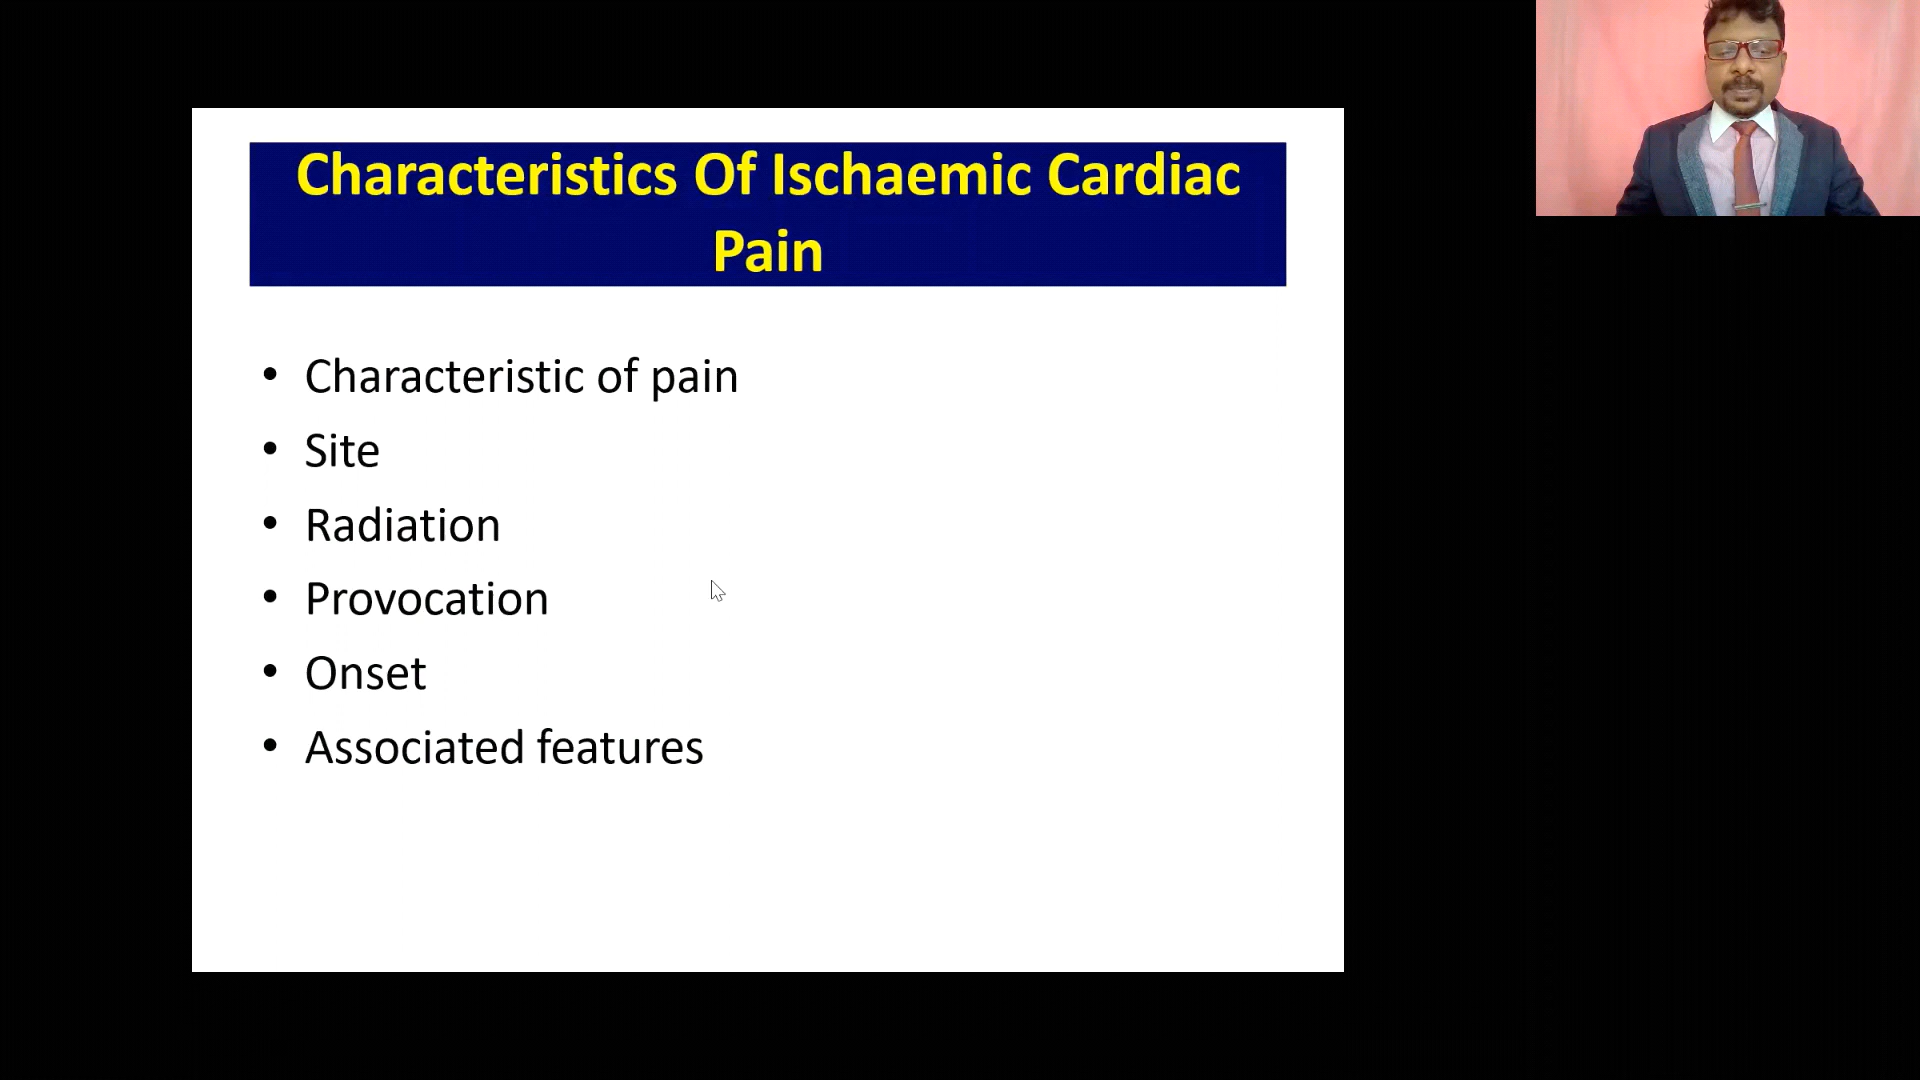 Characteristics Of Ischaemic Cardiac
Pain
• Characteristic of pain
• Site
• Radiation
• Provocation
• Onset
• Associated features